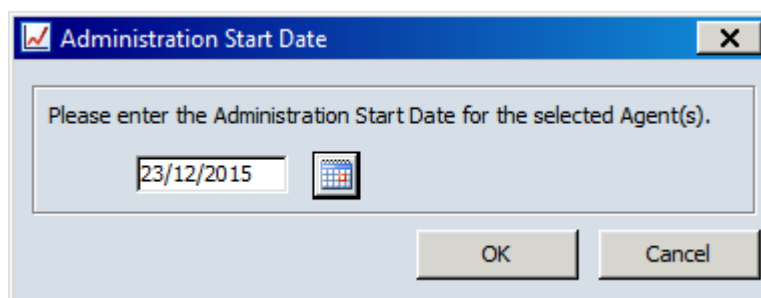 Administration Start Date
Please enter the Administration Start Date for the selected Agent(s).
23/12/2015
OK Cancel